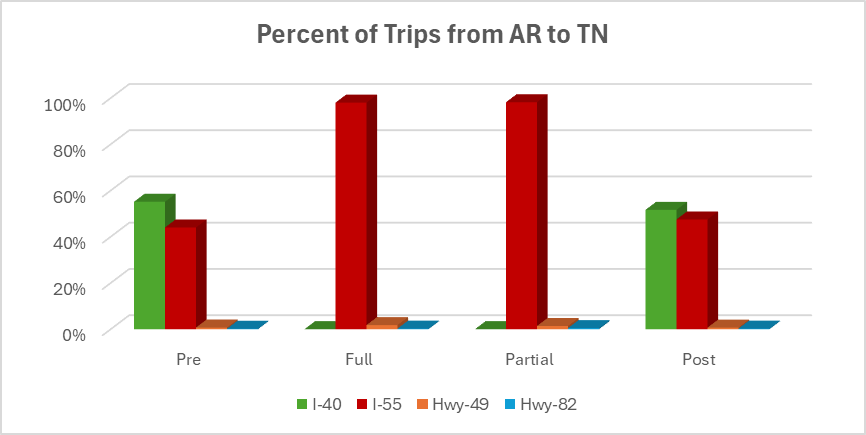 Percent of Trips from AR to TN
100%
80%
60%
40%
20%
0%
Pre Full Partial Post
I-40 I-55 Hwy-49 Hwy-82